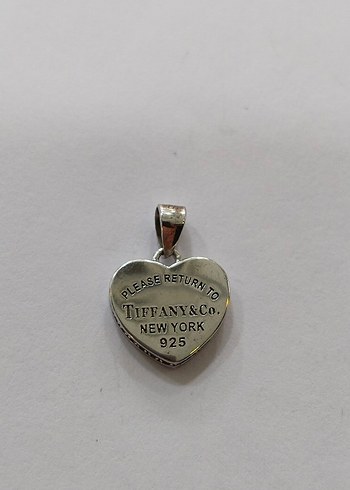 PLEASE RETURN TO
TIFFANY&Co.
NEW YORK
925